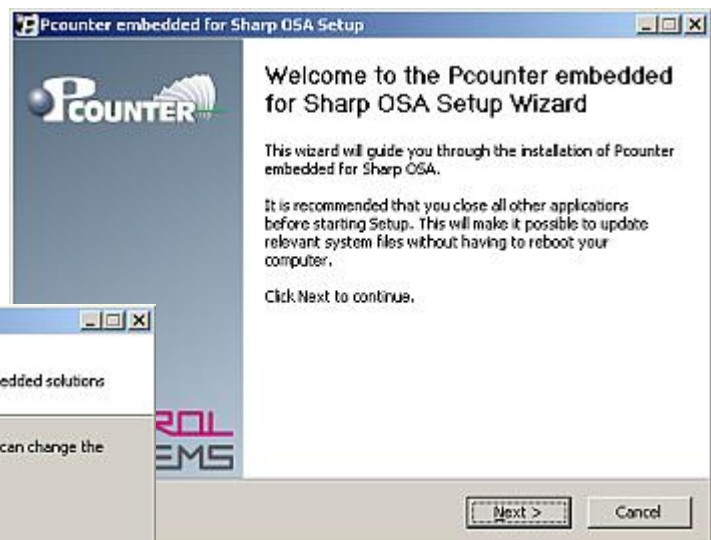 Pcounter embedded for Sharp OSA Setup
PCOUNTER
Welcome to the Pcounter embedded
for Sharp OSA Setup Wizard
This wizard will guide you through the installation of Pcounter
embedded for Sharp OSA.
It is recommended that you close all other applications
before starting Setup. This will make it possible to update
relevant system files without having to reboot your
computer.
Click Next to continue.
edded solutions
can change the
ROL
EMS
Next >
Cancel